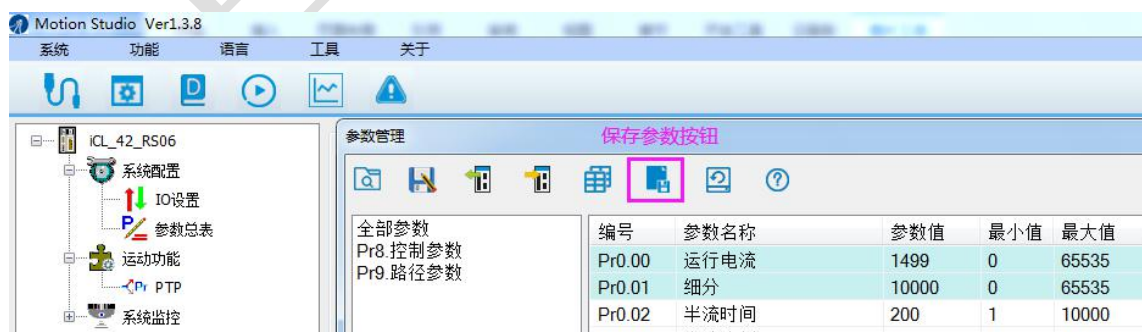 Motion Studio Ver1.3.8
系统 功能 语言 工具 关于
iCL_42_RS06
系统配置
IO设置
参数总表
运动功能
PTP
系统监控
参数管理 保存参数按钮
全部参数
Pr8.控制参数
Pr9.路径参数
编号 参数名称 参数值 最小值 最大值
Pr0.00 运行电流 1499 0 65535
Pr0.01 细分 10000 0 65535
Pr0.02 半流时间 200 1 10000